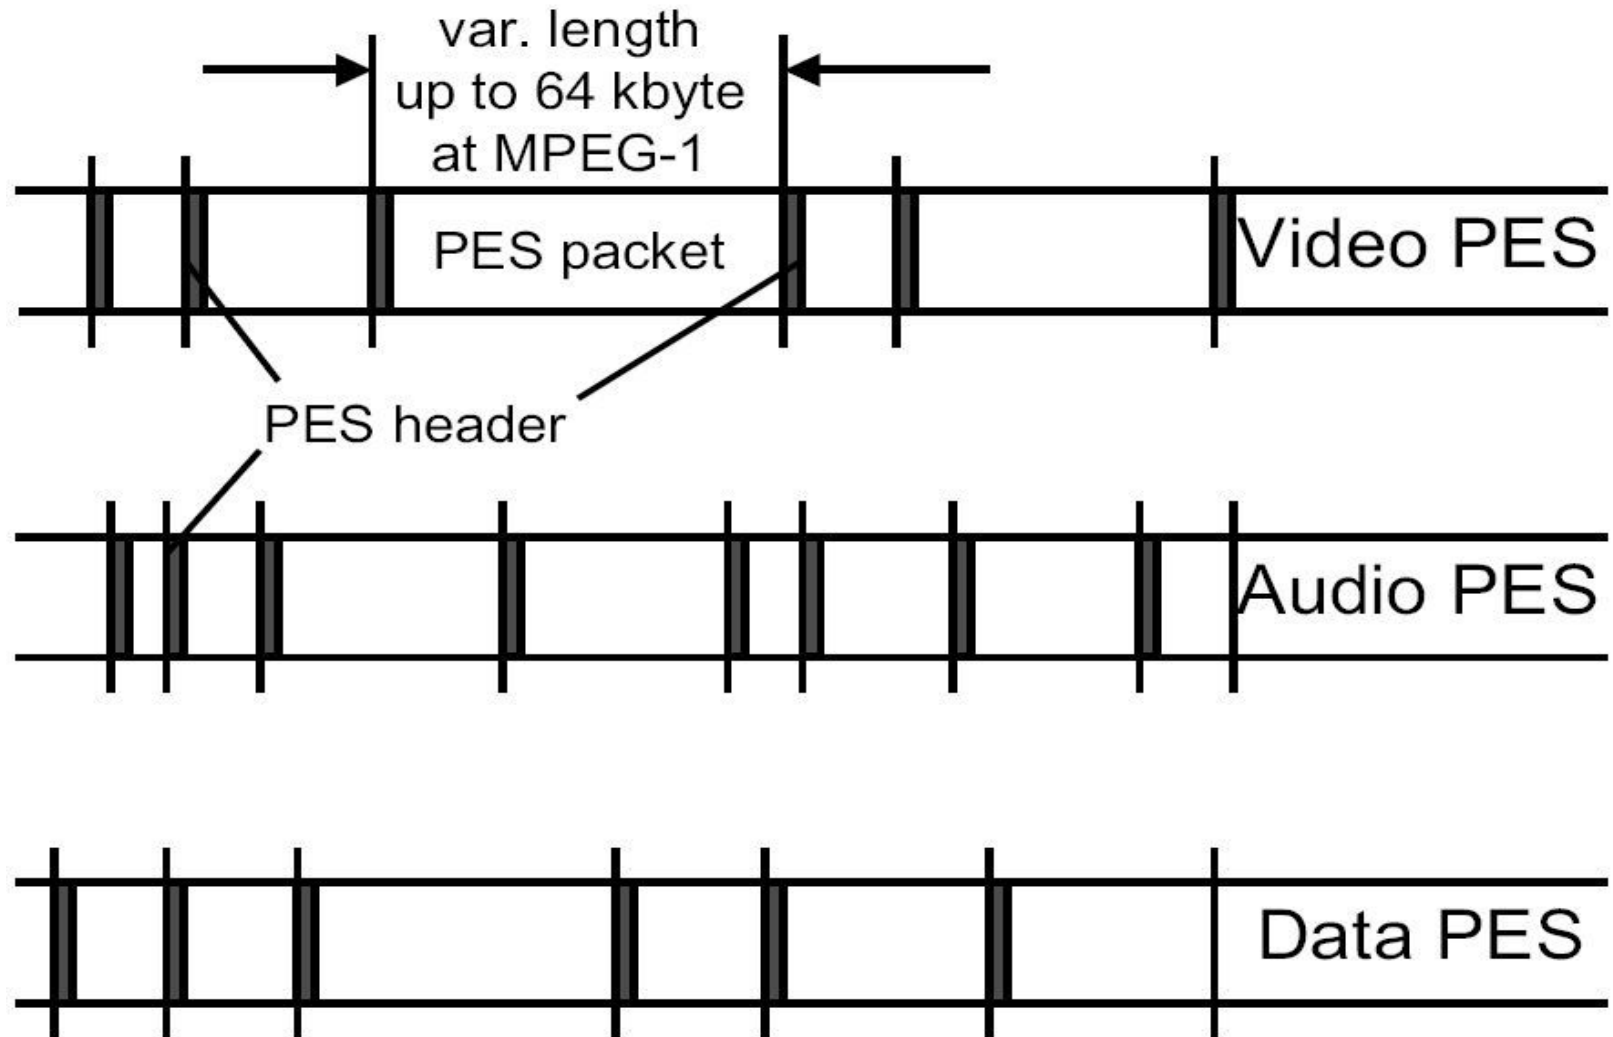 var. length
up to 64 kbyte
at MPEG-1
PES packet
Video PES
PES header
Audio PES
Data PES